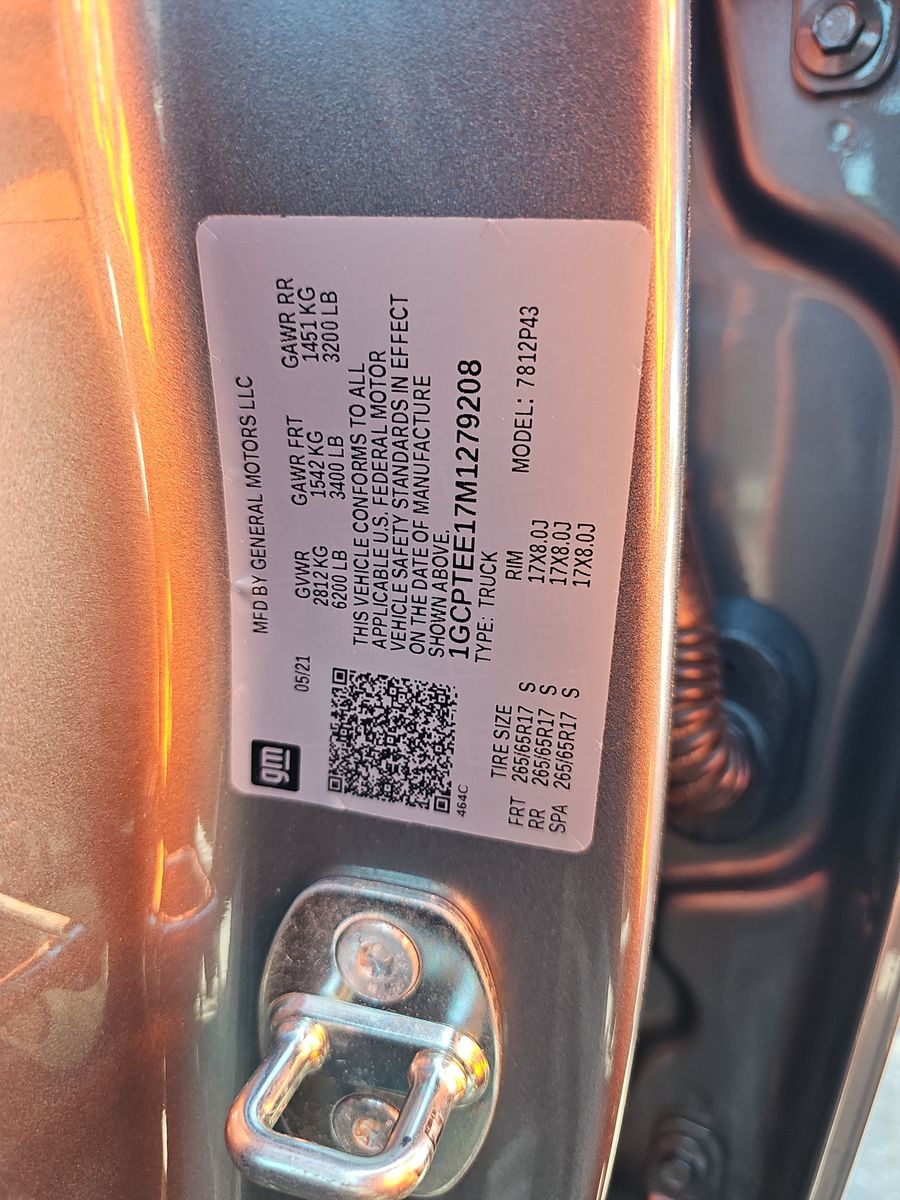 gm
MFD BY GENERAL MOTORS LLC
05/21
GVWR GAWR FRT GAWR RR
2812 KG 1542 KG 1451 KG
6200 LB 3400 LB 3200 LB
THIS VEHICLE CONFORMS TO ALL
APPLICABLE U.S. FEDERAL MOTOR
VEHICLE SAFETY STANDARDS IN EFFECT
ON THE DATE OF MANUFACTURE
SHOWN ABOVE.
1GCPTEE17M1279208
464C
TYPE: TRUCK MODEL: 7812P43
TIRE SIZE RIM
FRT 265/65R17 S 17X8.0J
RR 265/65R17 S 17X8.0J
SPA 265/65R17 S 17X8.0J